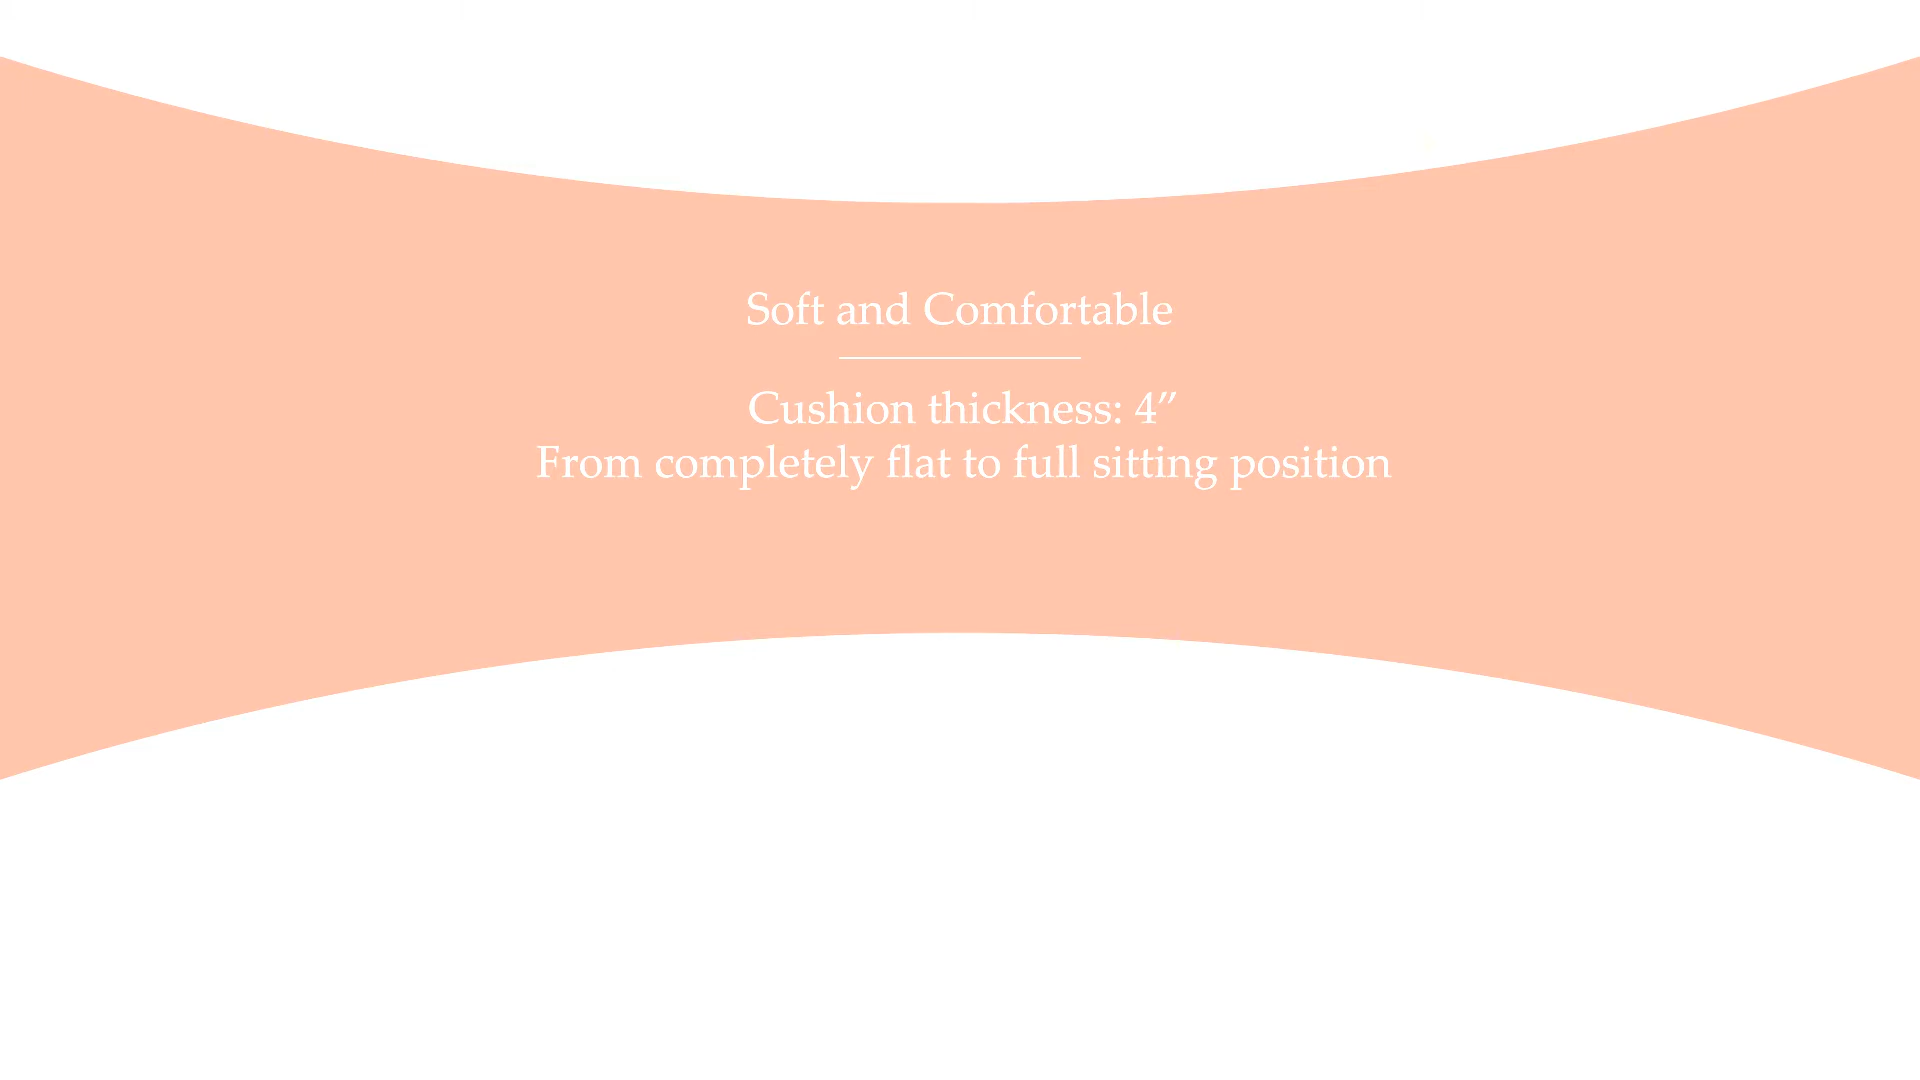 Soft and Comfortable
Cushion thickness: 4”
From completely flat to full sitting position